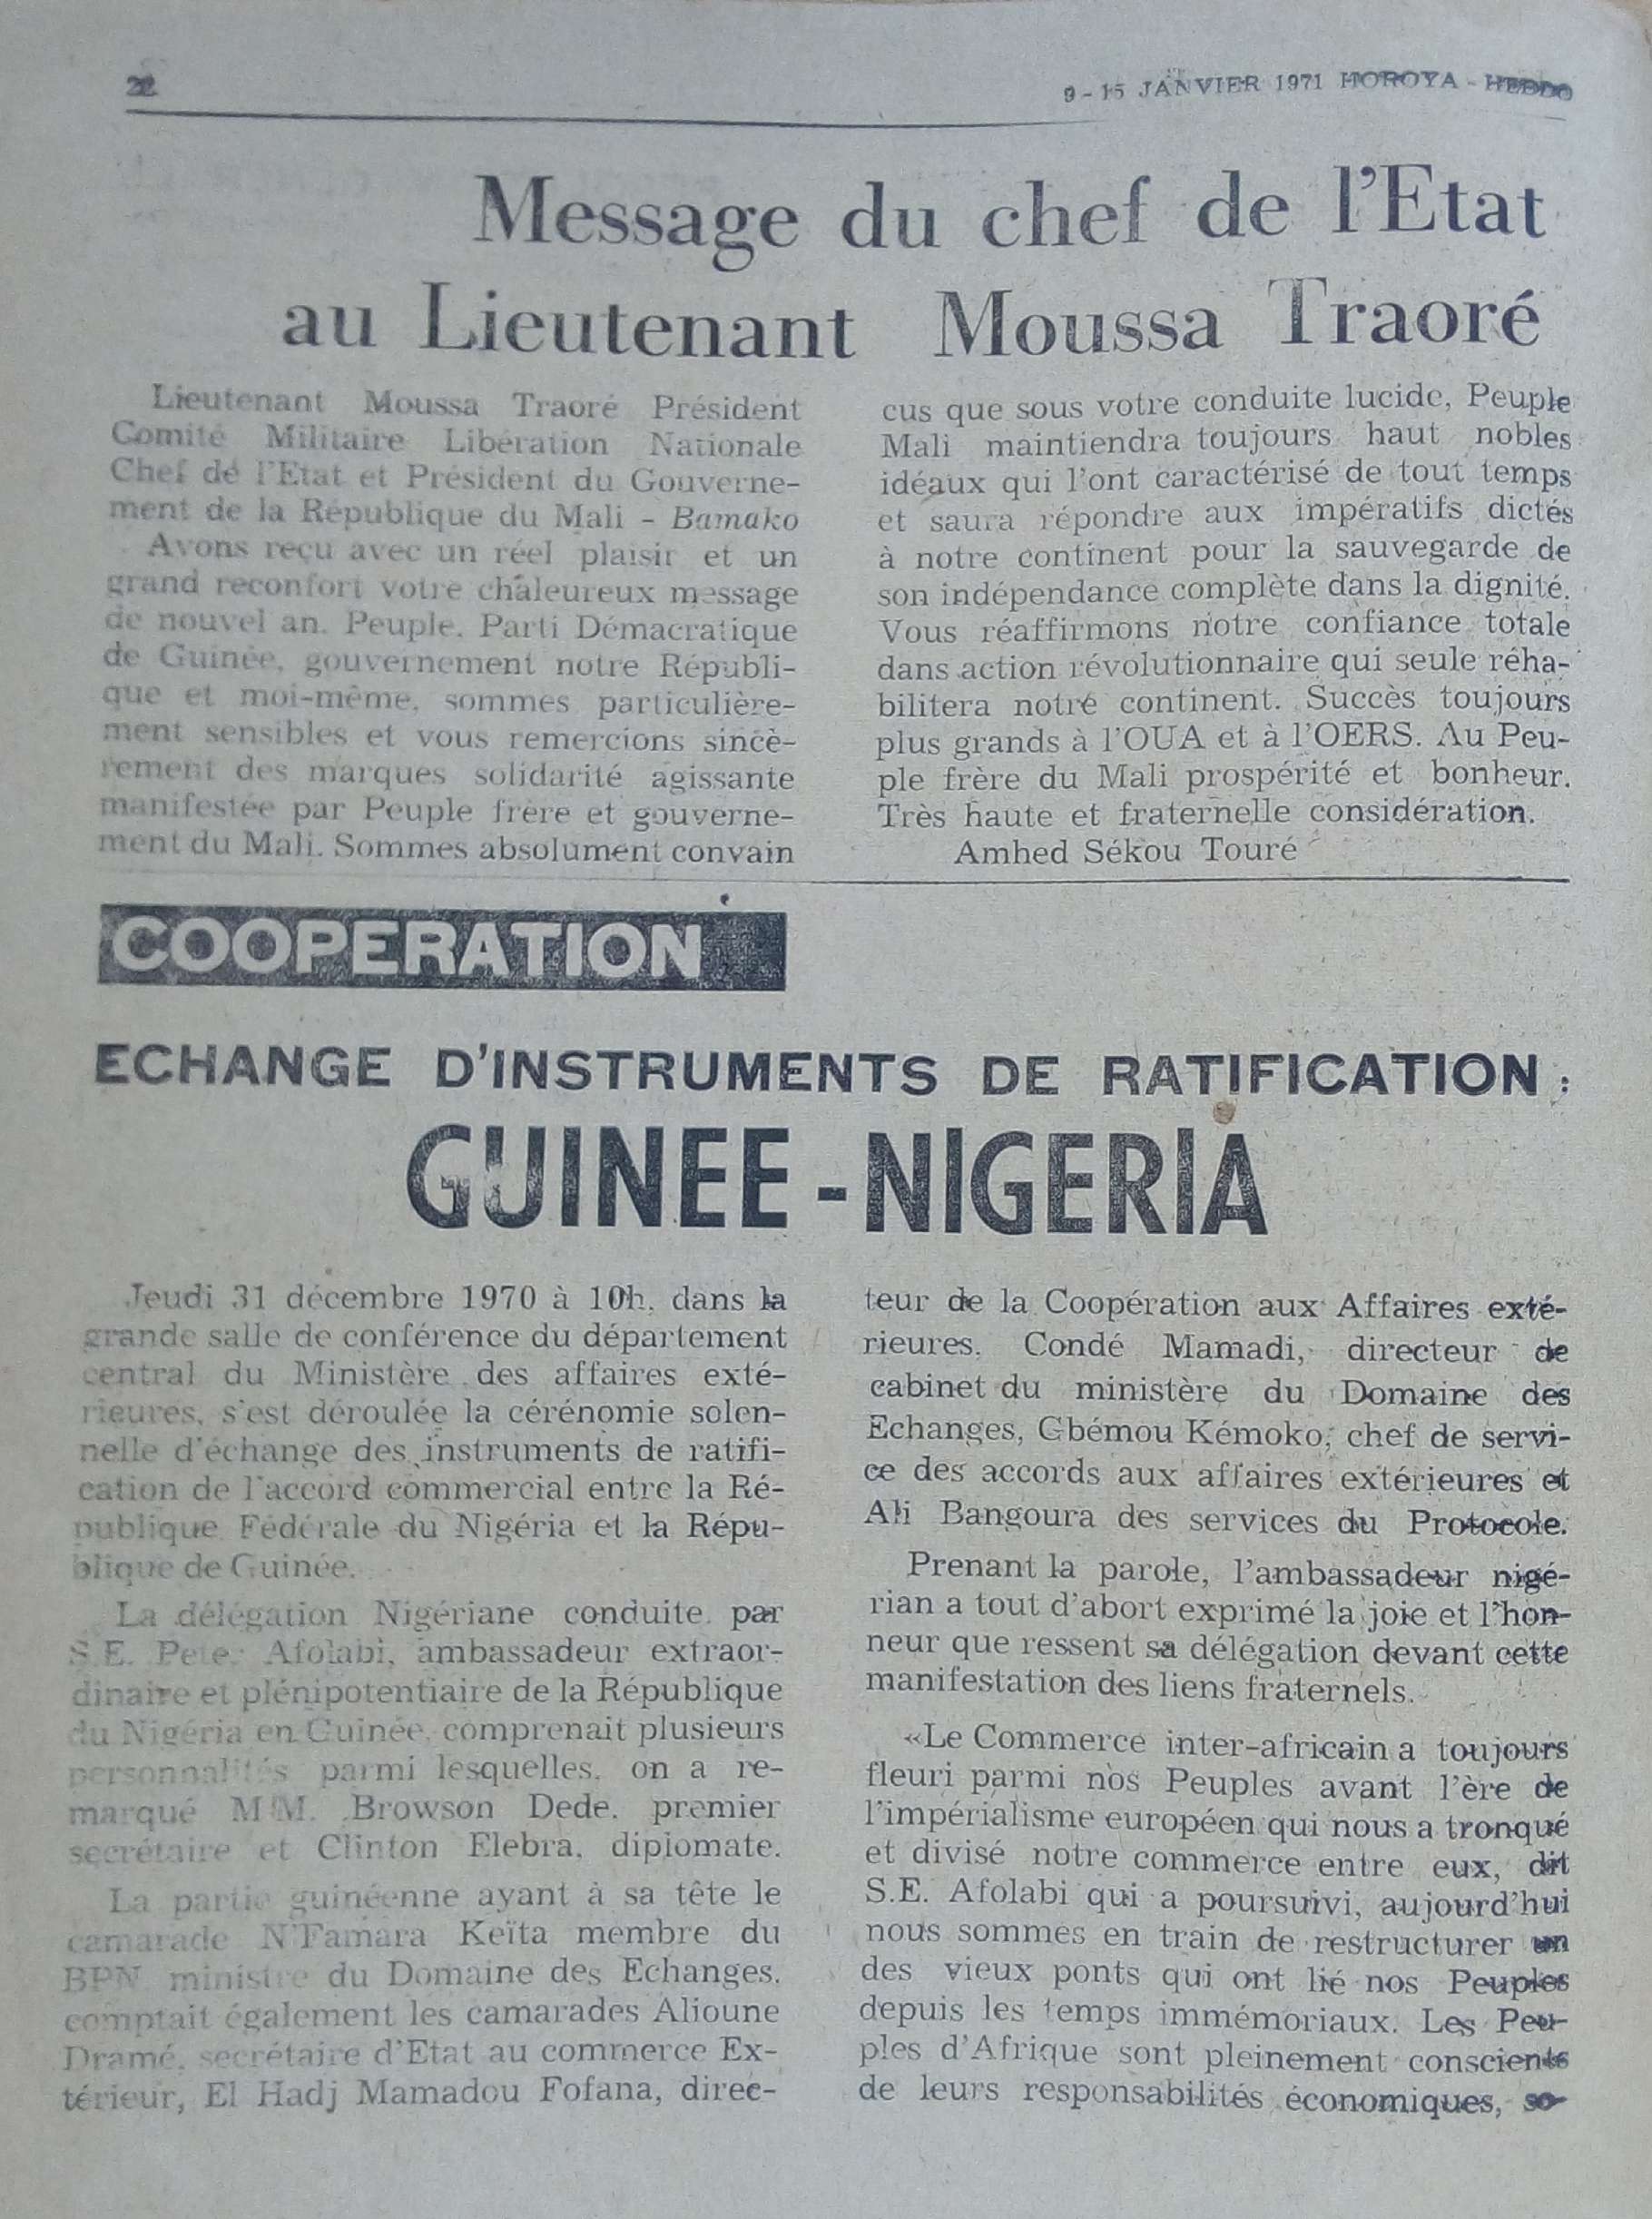 22
9-15 JANVIER 1971 HOROYA - HEBDO
Message du chef de l'Etat
au Lieutenant Moussa Traoré
Lieutenant Moussa Traoré Président
Comité Militaire Libération Nationale
Chef de l'Etat et Président du Gouverne-
ment de la République du Mali - Bamako
Avons reçu avec un réel plaisir et un
grand reconfort votre châleureux message
de nouvel an. Peuple, Parti Démacratique
de Guinée, gouvernement notre Républi-
que et moi-même, sommes particulière-
ment sensibles et vous remercions sincè-
rement des marques solidarité agissante
manifestée par Peuple frère et gouverne-
ment du Mali. Sommes absolument convain
cus que sous votre conduite lucide, Peuple
Mali maintiendra toujours haut nobles
idéaux qui l'ont caractérisé de tout temps
et saura répondre aux impératifs dictés
à notre continent pour la sauvegarde de
son indépendance complète dans la dignité.
Vous réaffirmons notre confiance totale
dans action révolutionnaire qui seule réha-
bilitera notre continent. Succès toujours
plus grands à l'OUA et à l'OERS. Au Peu-
ple frère du Mali prospérité et bonheur.
Très haute et fraternelle considération.
Amhed Sékou Touré
COOPERATION
ECHANGE D'INSTRUMENTS DE RATIFICATION :
GUINEE - NIGERIA
Jeudi 31 décembre 1970 à 10h, dans la
grande salle de conférence du département
central du Ministère des affaires exté-
rieures, s'est déroulée la cérénomie solen-
nelle d'échange des instruments de ratifi-
cation de l'accord commercial entre la Ré-
publique Fédérale du Nigéria et la Répu-
blique de Guinée.
La délégation Nigériane conduite par
S.E. Peter Afolabi, ambassadeur extraor-
dinaire et plénipotentiaire de la République
du Nigéria en Guinée, comprenait plusieurs
personnalités parmi lesquelles, on a re-
marqué MM. Browson Dede, premier
secrétaire et Clinton Elebra, diplomate.
La partie guinéenne ayant à sa tête le
camarade N'Famara Keïta membre du
BPN ministre du Domaine des Echanges,
comptait également les camarades Alioune
Dramé, secrétaire d'Etat au commerce Ex-
térieur, El Hadj Mamadou Fofana, direc-
teur de la Coopération aux Affaires exté-
rieures, Condé Mamadi, directeur de
cabinet du ministère du Domaine des
Echanges, Gbémou Kémoko, chef de servi-
ce des accords aux affaires extérieures et
Ali Bangoura des services du Protocole.
Prenant la parole, l'ambassadeur nigé-
rian a tout d'abort exprimé la joie et l'hon-
neur que ressent sa délégation devant cette
manifestation des liens fraternels.
«Le Commerce inter-africain a toujours
fleuri parmi nos Peuples avant l'ère de
l'impérialisme européen qui nous a tronqué
et divisé notre commerce entre eux, dit
S.E. Afolabi qui a poursuivi, aujourd'hui
nous sommes en train de restructurer un
des vieux ponts qui ont lié nos Peuples
depuis les temps immémoriaux. Les Peu-
ples d'Afrique sont pleinement conscients
de leurs responsabilités économiques, so-